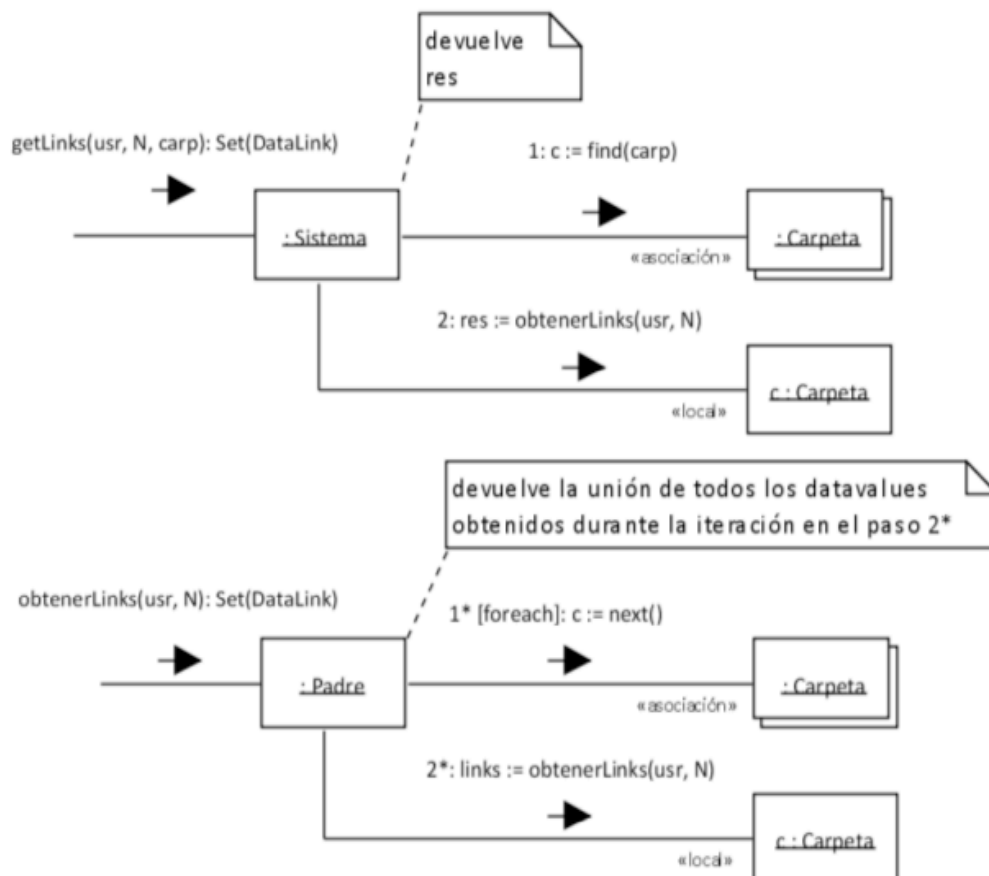 devuelve
res
getLinks(usr, N, carp): Set(DataLink)
1: c := find(carp)
: Sistema
: Carpeta
«asociación»
2: res := obtenerLinks(usr, N)
c : Carpeta
«local»
devuelve la unión de todos los datavalues
obtenidos durante la iteración en el paso 2*
obtenerLinks(usr, N): Set(DataLink)
1* [foreach]: c := next()
: Padre
: Carpeta
«asociación»
2*: links := obtenerLinks(usr, N)
c : Carpeta
«local»